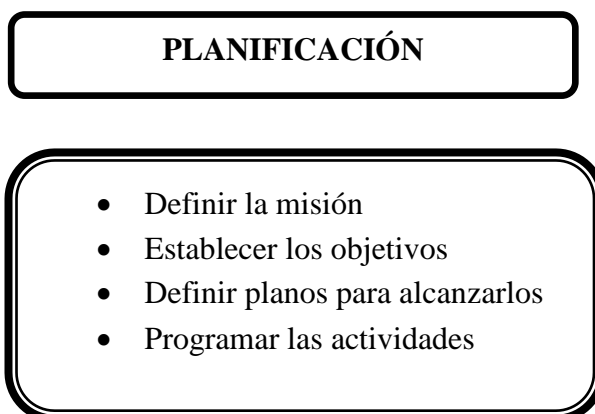 PLANIFICACIÓN
• Definir la misión
• Establecer los objetivos
• Definir planos para alcanzarlos
• Programar las actividades